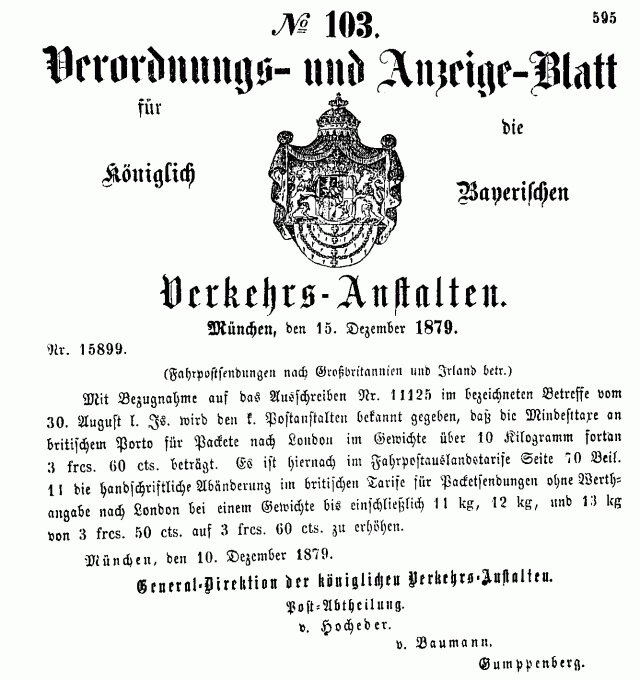 № 103.
595
Verordnungs- und Anzeige-Blatt
für
die
Königlich
Bayerischen
Verkehrs-Anstalten.
München, den 15. Dezember 1879.
Nr. 15899.
(Fahrpostsendungen nach Großbritannien und Irland betr.)
Mit Bezugnahme auf das Ausschreiben Nr. 11125 im bezeichneten Betreffe vom
30. August l. Js. wird den k. Postanstalten bekannt gegeben, daß die Mindesttaxe an
britischem Porto für Packete nach London im Gewichte über 10 Kilogramm fortan
3 frcs. 60 cts. beträgt. Es ist hiernach im Fahrpostauslandstarife Seite 70 Beil.
11 die handschriftliche Abänderung im britischen Tarife für Packetsendungen ohne Werth-
angabe nach London bei einem Gewichte bis einschließlich 11 kg, 12 kg, und 13 kg
von 3 frcs. 50 cts. auf 3 frcs. 60 cts. zu erhöhen.
München, den 10. Dezember 1879.
General-Direktion der königlichen Verkehrs-Anstalten.
Post-Abtheilung.
v. Hocheder.
v. Baumann.
Gumppenberg.